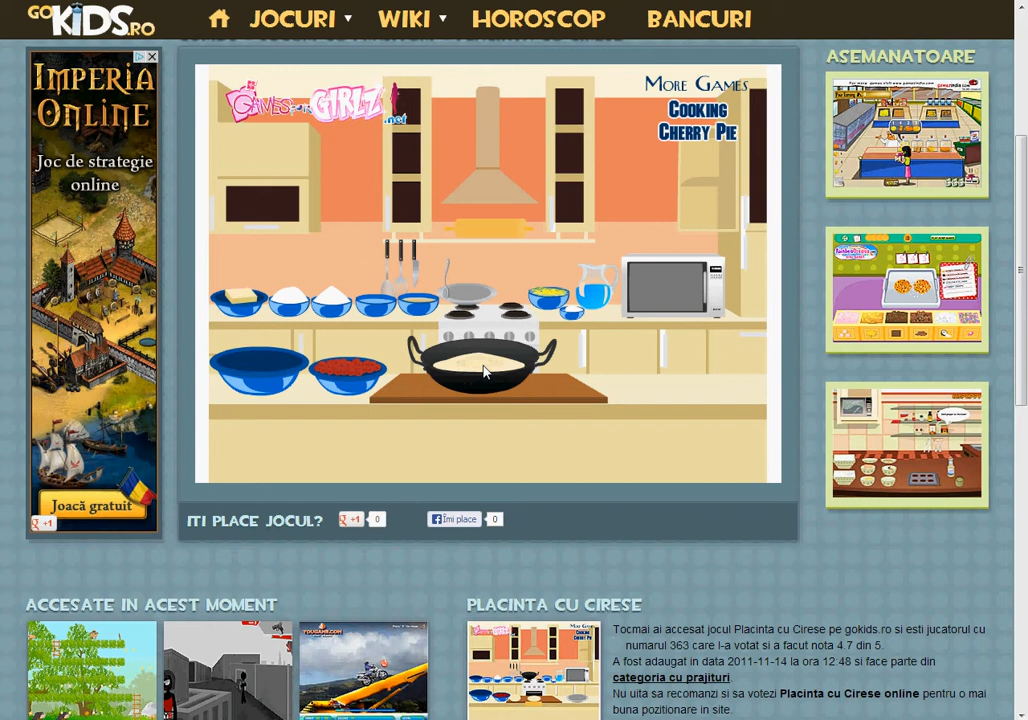 GO KIDS.RO
JOCURI
WIKI
HOROSCOP
BANCURI
IMPERIA
ONLINE
Joc de strategie
online
Joacă gratuit
+1
GAMES FOR GIRLZ
.net
MORE GAMES
COOKING
CHERRY PIE
ASEMANATOARE
ITI PLACE JOCUL?
+1
0
Îmi place
0
ACCESATE IN ACEST MOMENT
PLACINTA CU CIRESE
Tocmai ai accesat jocul Placinta cu Cirese pe gokids.ro si esti jucatorul cu
numarul 363 care l-a votat si a facut nota 4.7 din 5.
A fost adaugat in data 2011-11-14 la ora 12:48 si face parte din
categoria cu prajituri.
Nu uita sa recomanzi si sa votezi Placinta cu Cirese online pentru o mai
buna pozitionare in site.